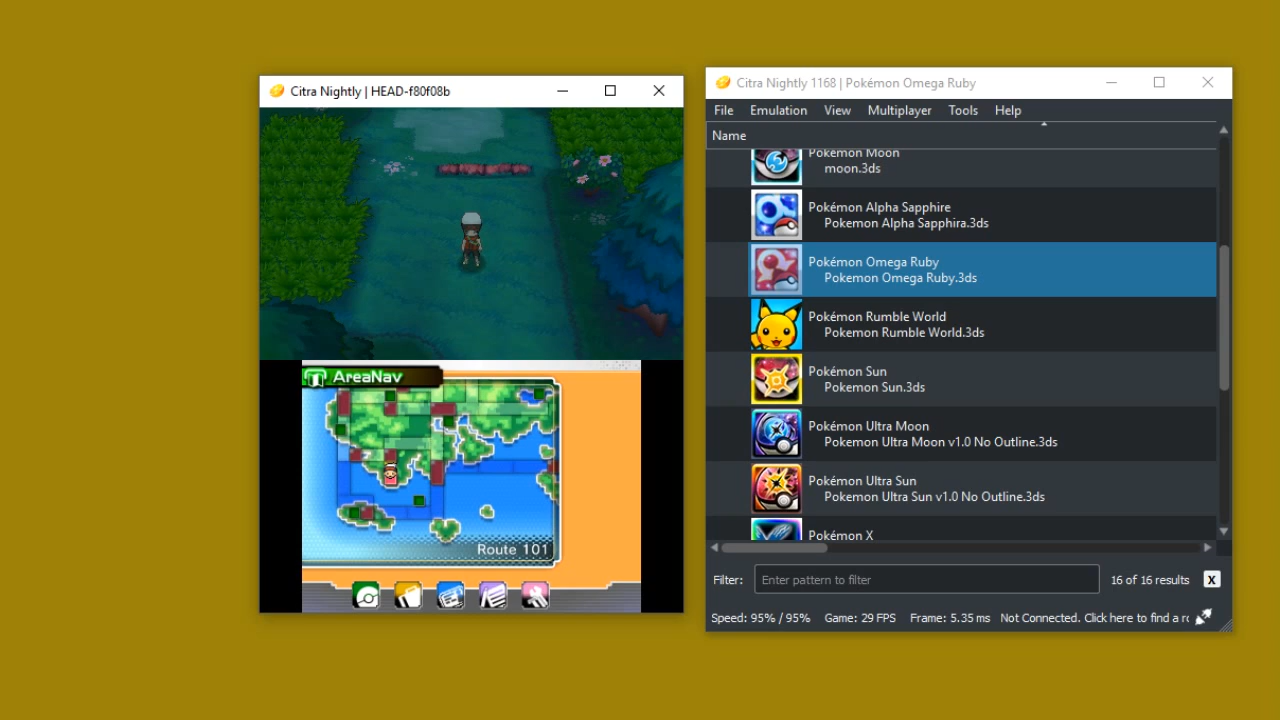 Citra Nightly | HEAD-f80f08b
AreaNav
Route 101
Citra Nightly 1168 | Pokémon Omega Ruby
File Emulation View Multiplayer Tools Help
Name
Pokémon Moon
moon.3ds
Pokémon Alpha Sapphire
Pokemon Alpha Sapphira.3ds
Pokémon Omega Ruby
Pokemon Omega Ruby.3ds
Pokémon Rumble World
Pokemon Rumble World.3ds
Pokémon Sun
Pokemon Sun.3ds
Pokémon Ultra Moon
Pokemon Ultra Moon v1.0 No Outline.3ds
Pokémon Ultra Sun
Pokemon Ultra Sun v1.0 No Outline.3ds
Pokémon X
Filter: Enter pattern to filter 16 of 16 results X
Speed: 95% / 95% Game: 29 FPS Frame: 5.35 ms Not Connected. Click here to find a ro